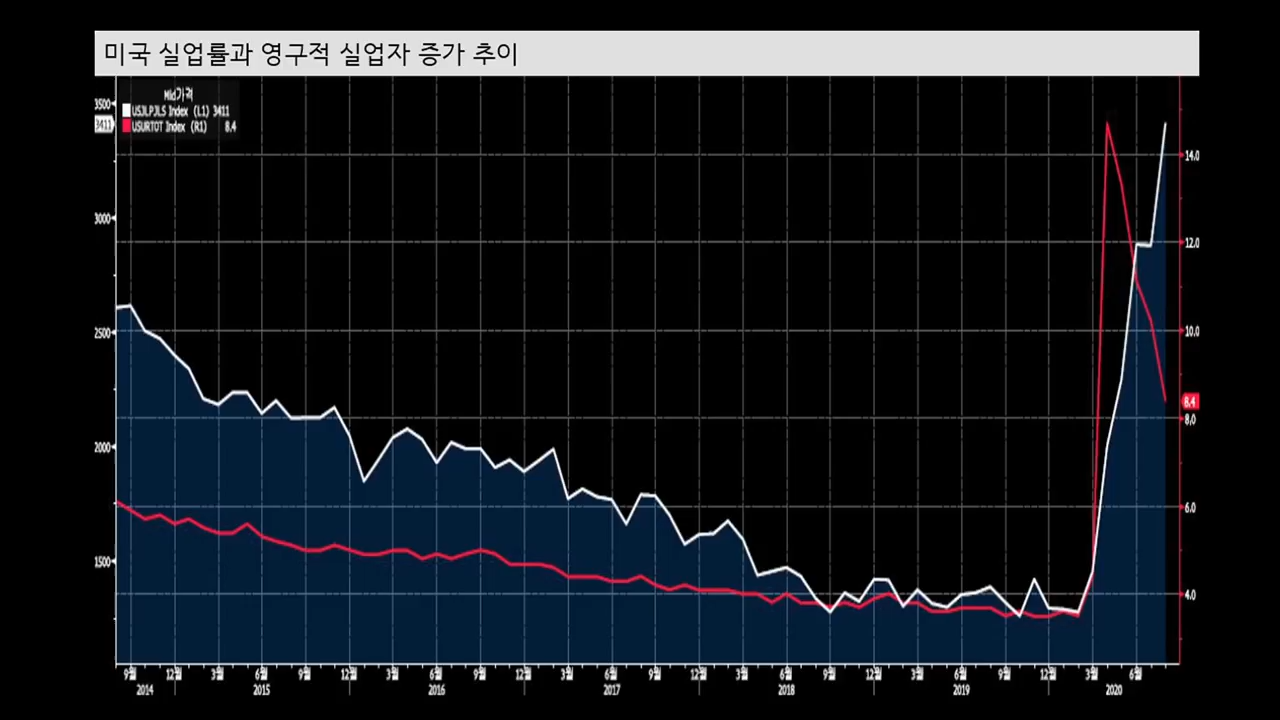 미국 실업률과 영구적 실업자 증가 추이
Mid가격
USJLPJLS Index (L1) 3411
USURTOT Index (R1) 8.4
3500
3411
3000
2500
2000
1500
14.0
12.0
10.0
8.4
8.0
6.0
4.0
9월 12월 3월 6월 9월 12월 3월 6월 9월 12월 3월 6월 9월 12월 3월 6월 9월 12월 3월 6월 9월 12월 3월 6월
2014 2015 2016 2017 2018 2019 2020